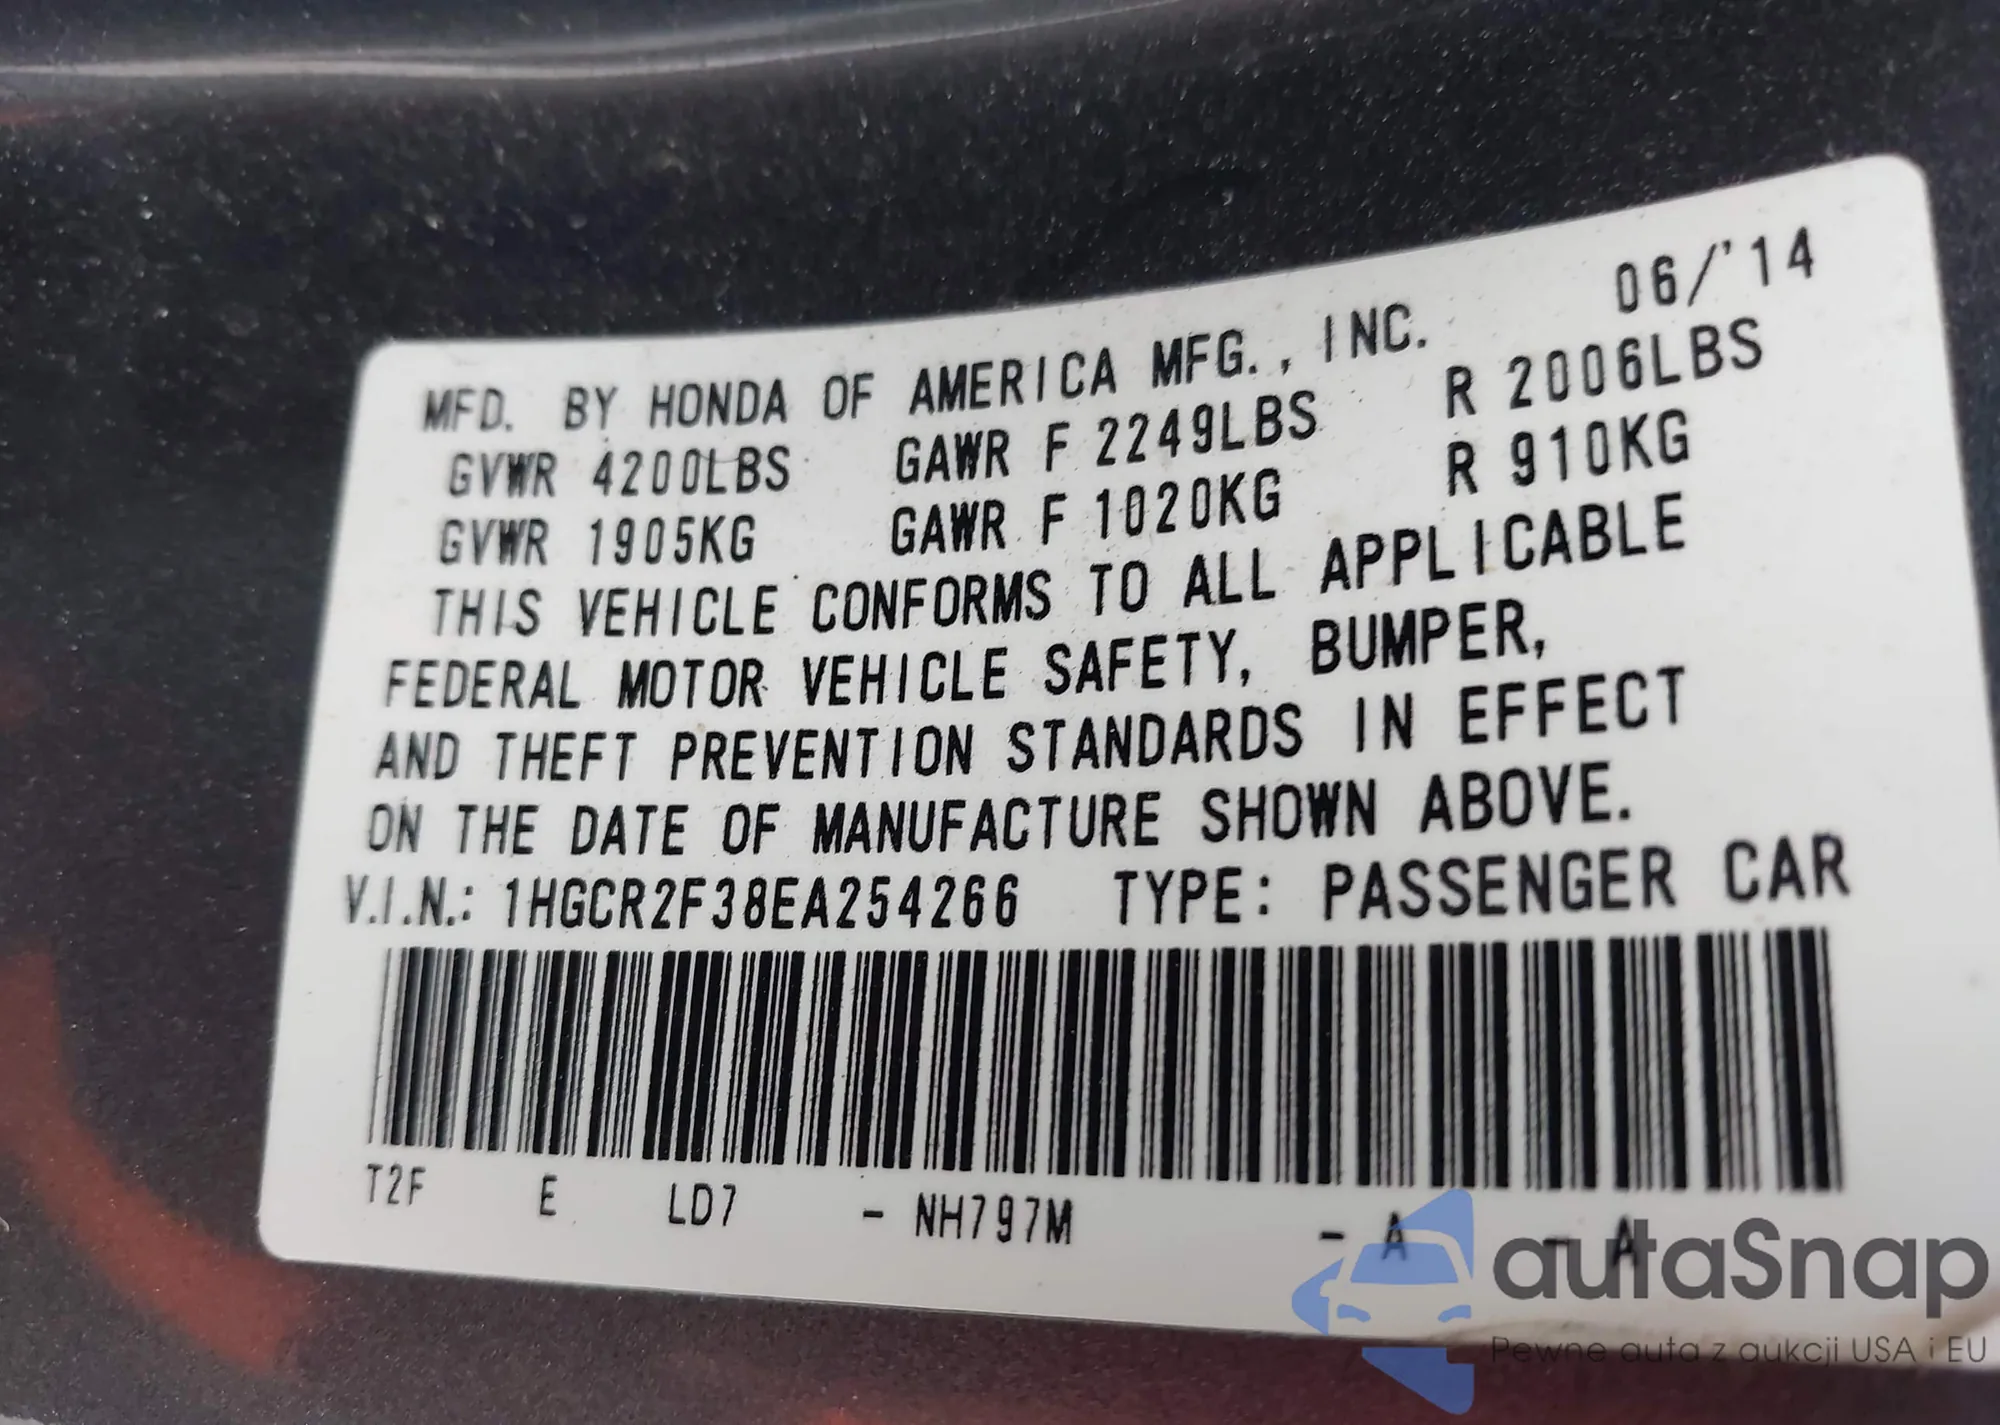 06/'14
MFD. BY HONDA OF AMERICA MFG., INC.
GVWR 4200LBS GAWR F 2249LBS R 2006LBS
GVWR 1905KG GAWR F 1020KG R 910KG
THIS VEHICLE CONFORMS TO ALL APPLICABLE
FEDERAL MOTOR VEHICLE SAFETY, BUMPER,
AND THEFT PREVENTION STANDARDS IN EFFECT
ON THE DATE OF MANUFACTURE SHOWN ABOVE.
V.I.N.: 1HGCR2F38EA254266 TYPE: PASSENGER CAR
T2F E LD7 - NH797M - A - A
autaSnap
Pewne auta z aukcji USA i EU